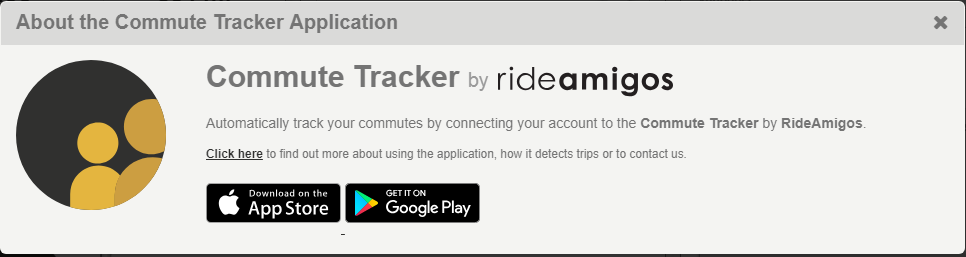 About the Commute Tracker Application
Commute Tracker by rideamigos
Automatically track your commutes by connecting your account to the Commute Tracker by RideAmigos.
Click here to find out more about using the application, how it detects trips or to contact us.
Download on the
App Store
GET IT ON
Google Play